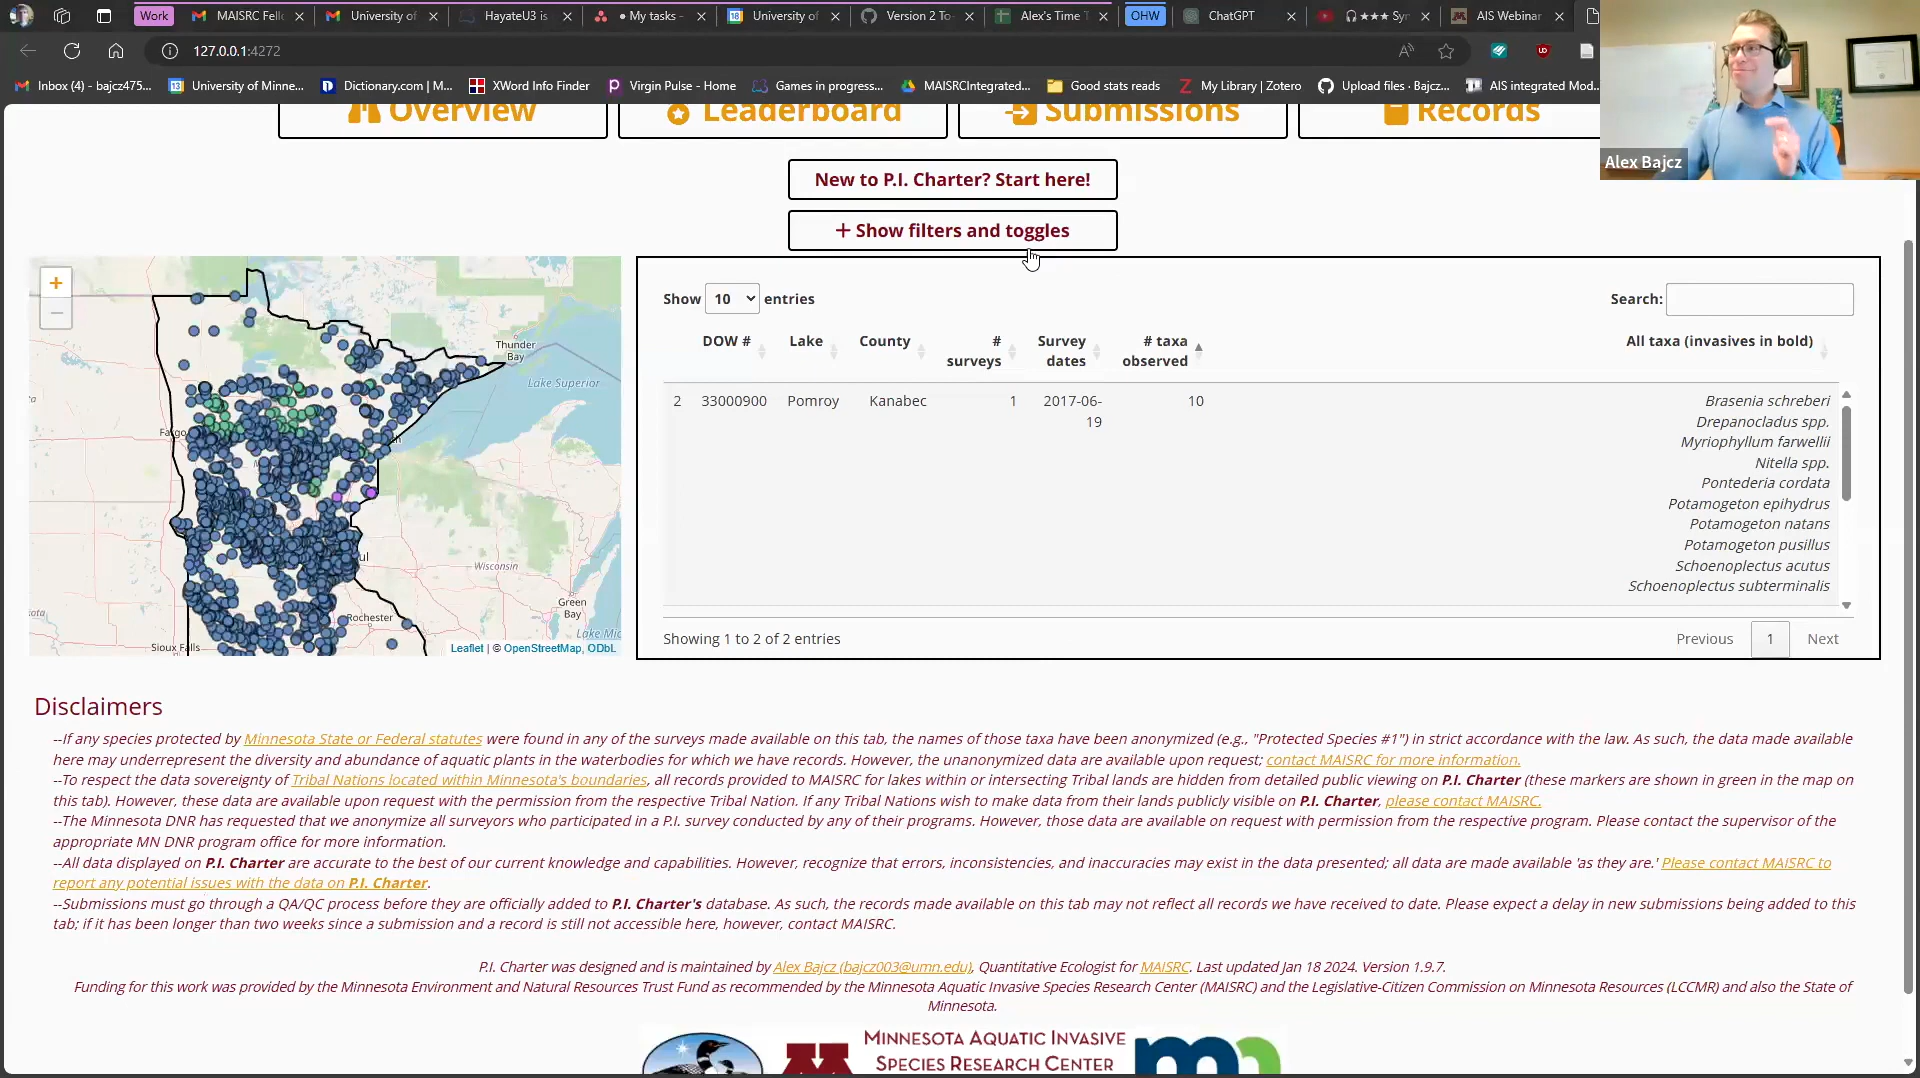 Work
MAISRC Fell
University of
HayateU3 is
• My tasks -
University of
Version 2 To
Alex's Time T
OHW
ChatGPT
AIS Webinar
127.0.0.1:4272
Inbox (4) - bajcz475...
University of Minne...
Dictionary.com | M...
XWord Info Finder
Virgin Pulse - Home
Games in progress...
MAISRCIntegrated...
Good stats reads
My Library | Zotero
Upload files · Bajcz...
AIS integrated Mod...
Alex Bajcz
Overview
Leaderboard
Submissions
Records
New to P.I. Charter? Start here!
+ Show filters and toggles
+
−
Thunder
Bay
Lake Superior
Fargo
Wisconsin
Green
Bay
Rochester
Lake Mic
Sioux Falls
Leaflet | © OpenStreetMap, ODbL
Show 10 entries
Search:
DOW #
Lake
County
# surveys
Survey dates
# taxa observed
All taxa (invasives in bold)
2 33000900 Pomroy Kanabec 1 2017-06-19 10
Brasenia schreberi
Drepanocladus spp.
Myriophyllum farwellii
Nitella spp.
Pontederia cordata
Potamogeton epihydrus
Potamogeton natans
Potamogeton pusillus
Schoenoplectus acutus
Schoenoplectus subterminalis
Showing 1 to 2 of 2 entries
Previous 1 Next
Disclaimers
--If any species protected by Minnesota State or Federal statutes were found in any of the surveys made available on this tab, the names of those taxa have been anonymized (e.g., "Protected Species #1") in strict accordance with the law. As such, the data made available
here may underrepresent the diversity and abundance of aquatic plants in the waterbodies for which we have records. However, the unanonymized data are available upon request; contact MAISRC for more information.
--To respect the data sovereignty of Tribal Nations located within Minnesota's boundaries, all records provided to MAISRC for lakes within or intersecting Tribal lands are hidden from detailed public viewing on P.I. Charter (these markers are shown in green in the map on
this tab). However, these data are available upon request with the permission from the respective Tribal Nation. If any Tribal Nations wish to make data from their lands publicly visible on P.I. Charter, please contact MAISRC.
--The Minnesota DNR has requested that we anonymize all surveyors who participated in a P.I. survey conducted by any of their programs. However, those data are available on request with permission from the respective program. Please contact the supervisor of the
appropriate MN DNR program office for more information.
--All data displayed on P.I. Charter are accurate to the best of our current knowledge and capabilities. However, recognize that errors, inconsistencies, and inaccuracies may exist in the data presented; all data are made available 'as they are.' Please contact MAISRC to
report any potential issues with the data on P.I. Charter.
--Submissions must go through a QA/QC process before they are officially added to P.I. Charter's database. As such, the records made available on this tab may not reflect all records we have received to date. Please expect a delay in new submissions being added to this
tab; if it has been longer than two weeks since a submission and a record is still not accessible here, however, contact MAISRC.
P.I. Charter was designed and is maintained by Alex Bajcz (bajcz003@umn.edu), Quantitative Ecologist for MAISRC. Last updated Jan 18 2024. Version 1.9.7.
Funding for this work was provided by the Minnesota Environment and Natural Resources Trust Fund as recommended by the Minnesota Aquatic Invasive Species Research Center (MAISRC) and the Legislative-Citizen Commission on Minnesota Resources (LCCMR) and also the State of
Minnesota.
MINNESOTA AQUATIC INVASIVE
SPECIES RESEARCH CENTER